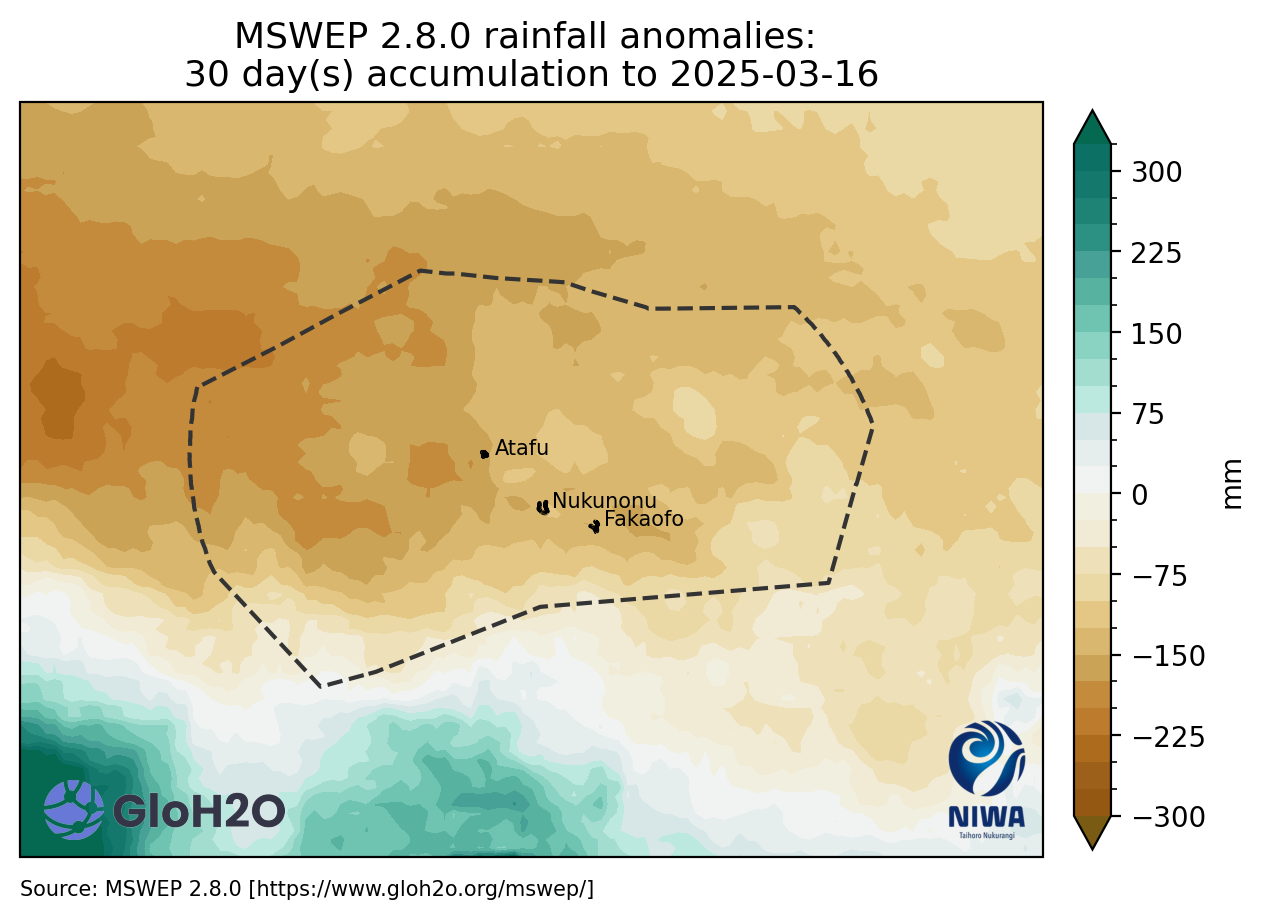 MSWEP 2.8.0 rainfall anomalies:
30 day(s) accumulation to 2025-03-16
300
225
150
75
0
−75
−150
−225
−300
mm
Atafu
Nukunonu
Fakaofo
GloH2O
NIWA
Taihoro Nukurangi
Source: MSWEP 2.8.0 [https://www.gloh2o.org/mswep/]